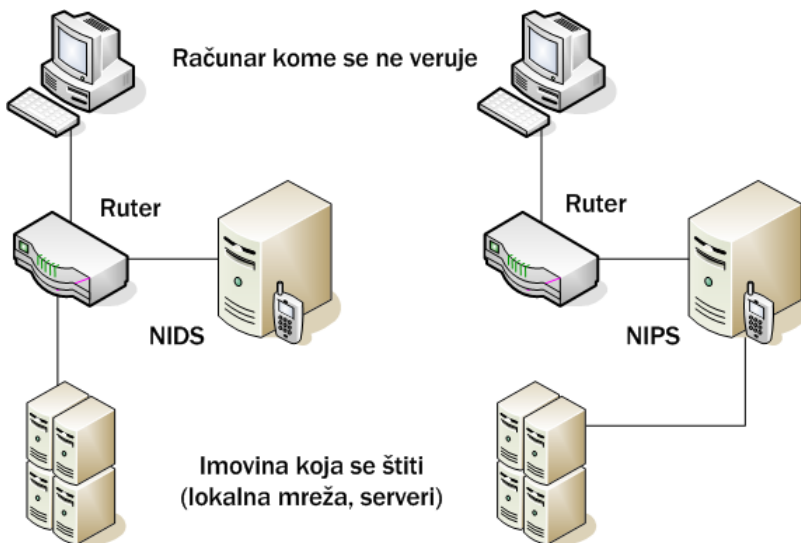 Računar kome se ne veruje
Ruter
Ruter
NIDS
NIPS
Imovina koja se štiti
(lokalna mreža, serveri)